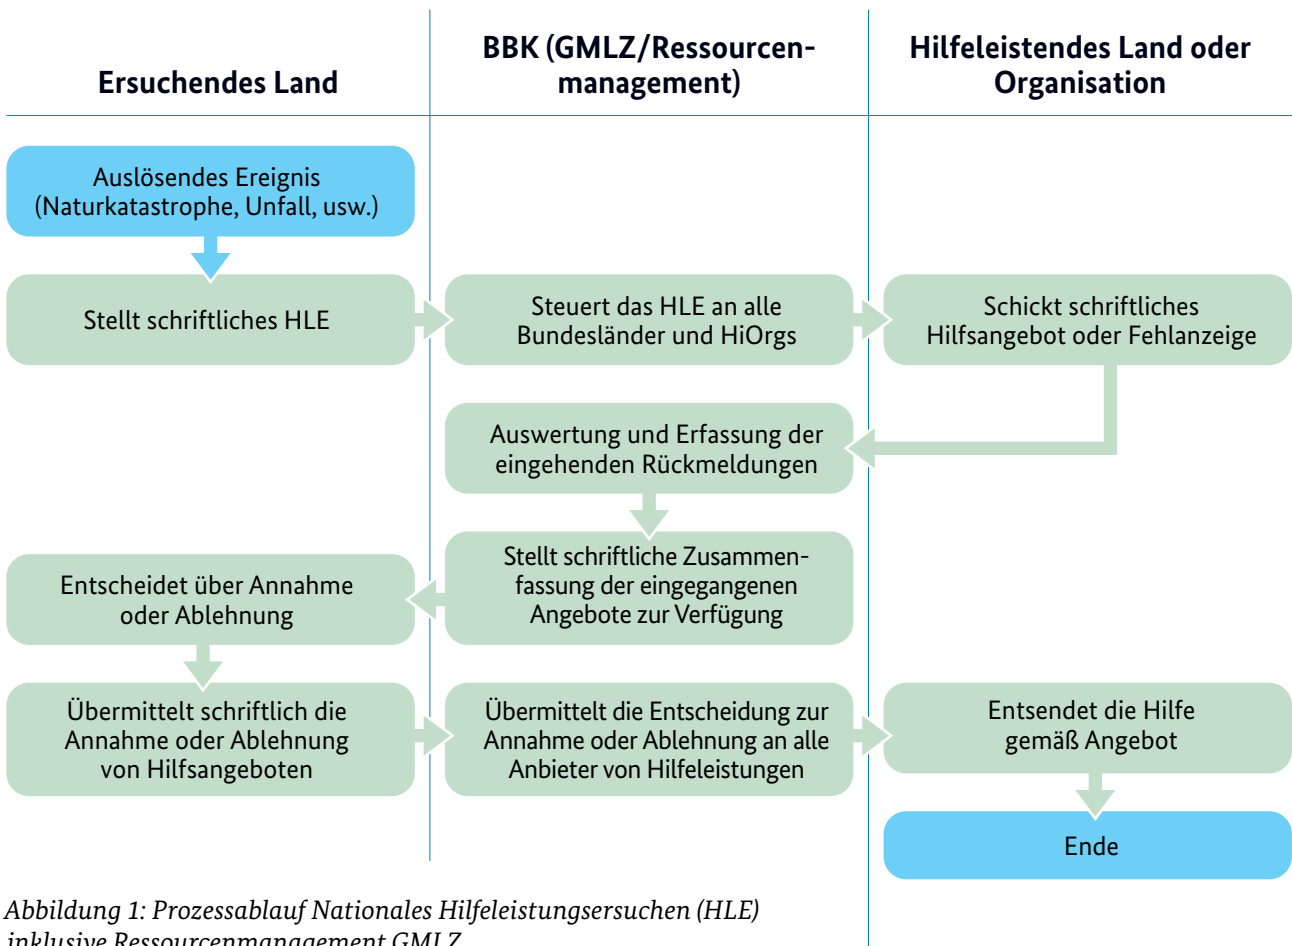 Ersuchendes Land
BBK (GMLZ/Ressourcen-
management)
Hilfeleistendes Land oder
Organisation
Auslösendes Ereignis
(Naturkatastrophe, Unfall, usw.)
Stellt schriftliches HLE
Steuert das HLE an alle
Bundesländer und HiOrgs
Schickt schriftliches
Hilfsangebot oder Fehlanzeige
Auswertung und Erfassung der
eingehenden Rückmeldungen
Stellt schriftliche Zusammen-
fassung der eingegangenen
Angebote zur Verfügung
Entscheidet über Annahme
oder Ablehnung
Übermittelt schriftlich die
Annahme oder Ablehnung
von Hilfsangeboten
Übermittelt die Entscheidung zur
Annahme oder Ablehnung an alle
Anbieter von Hilfeleistungen
Entsendet die Hilfe
gemäß Angebot
Ende
Abbildung 1: Prozessablauf Nationales Hilfeleistungsersuchen (HLE)
inklusive Ressourcenmanagement GMLZ